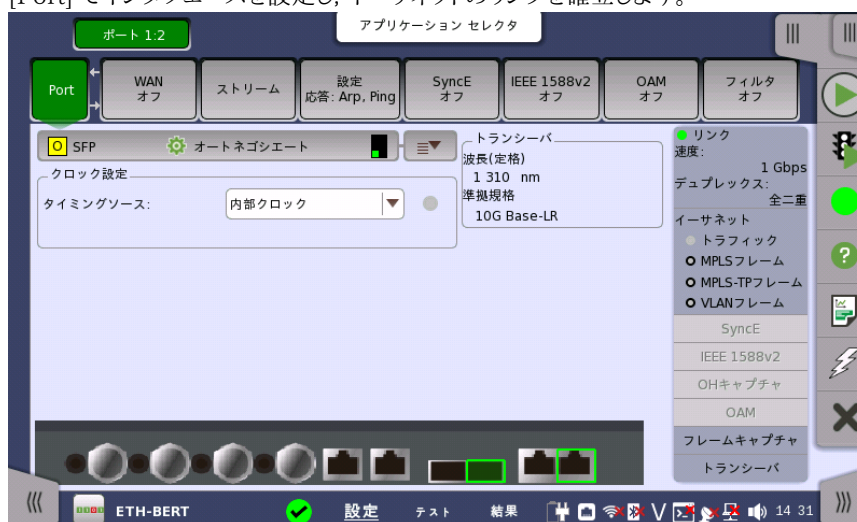 [Port] でインタフェースを設定し, イーサネットのリンクを確立します。
ポート 1:2
アプリケーション セレクタ
Port
WAN
オフ
ストリーム
設定
応答: Arp, Ping
SyncE
オフ
IEEE 1588v2
オフ
OAM
オフ
フィルタ
オフ
O SFP
オートネゴシエート
クロック設定
タイミングソース:
内部クロック
トランシーバ
波長(定格)
1 310 nm
準拠規格
10G Base-LR
リンク
速度:
1 Gbps
デュプレックス:
全二重
イーサネット
トラフィック
MPLSフレーム
MPLS-TPフレーム
VLANフレーム
SyncE
IEEE 1588v2
OHキャプチャ
OAM
フレームキャプチャ
トランシーバ
ETH-BERT
設定
テスト
結果
14 31